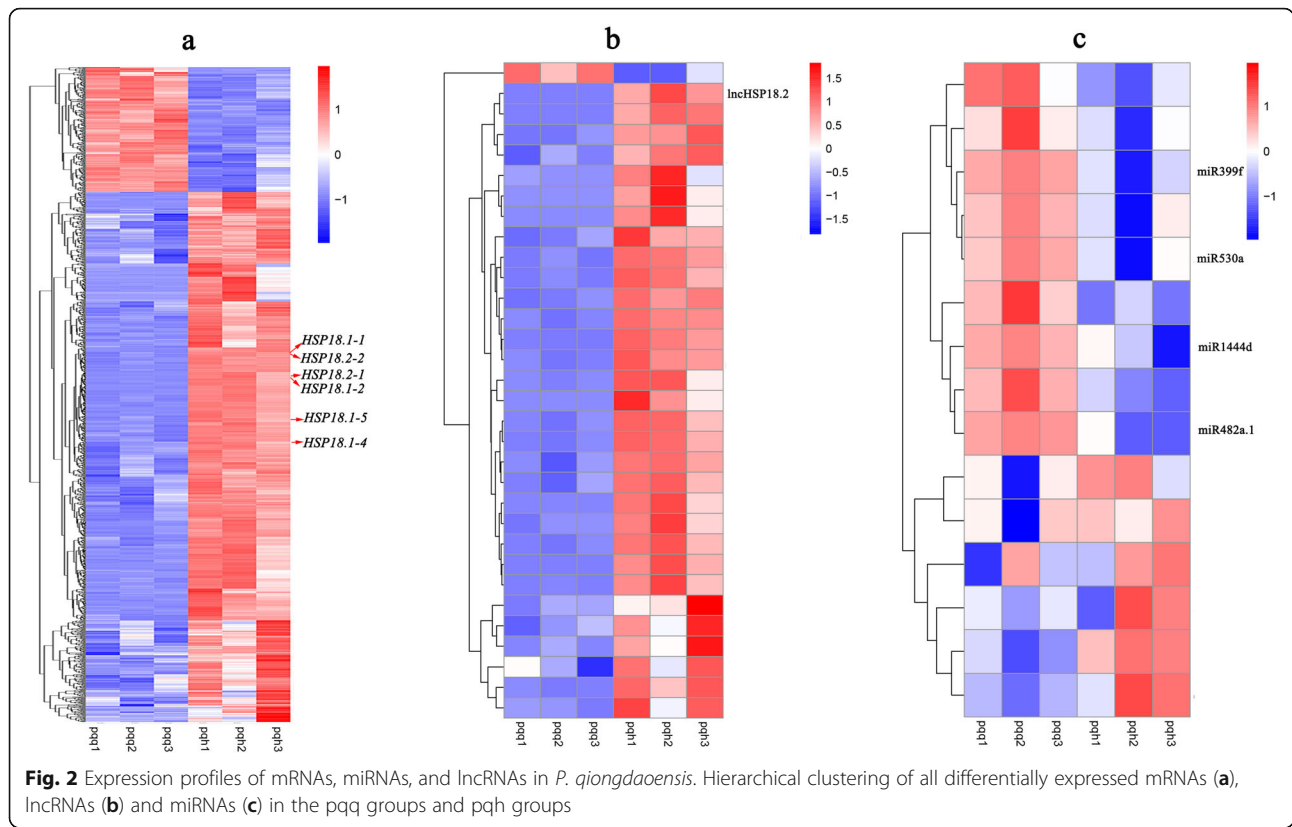 a
1
0
−1
HSP18.1-1
HSP18.2-2
HSP18.2-1
HSP18.1-2
HSP18.1-5
HSP18.1-4
pqq1 pqq2 pqq3 pqh1 pqh2 pqh3
b
1.5
1
0.5
0
−0.5
−1
−1.5
lncHSP18.2
pqq1 pqq2 pqq3 pqh1 pqh2 pqh3
c
1
0
−1
miR399f
miR530a
miR1444d
miR482a.1
pqq1 pqq2 pqq3 pqh1 pqh2 pqh3
Fig. 2 Expression profiles of mRNAs, miRNAs, and lncRNAs in P. qiongdaoensis. Hierarchical clustering of all differentially expressed mRNAs (a),
lncRNAs (b) and miRNAs (c) in the pqq groups and pqh groups